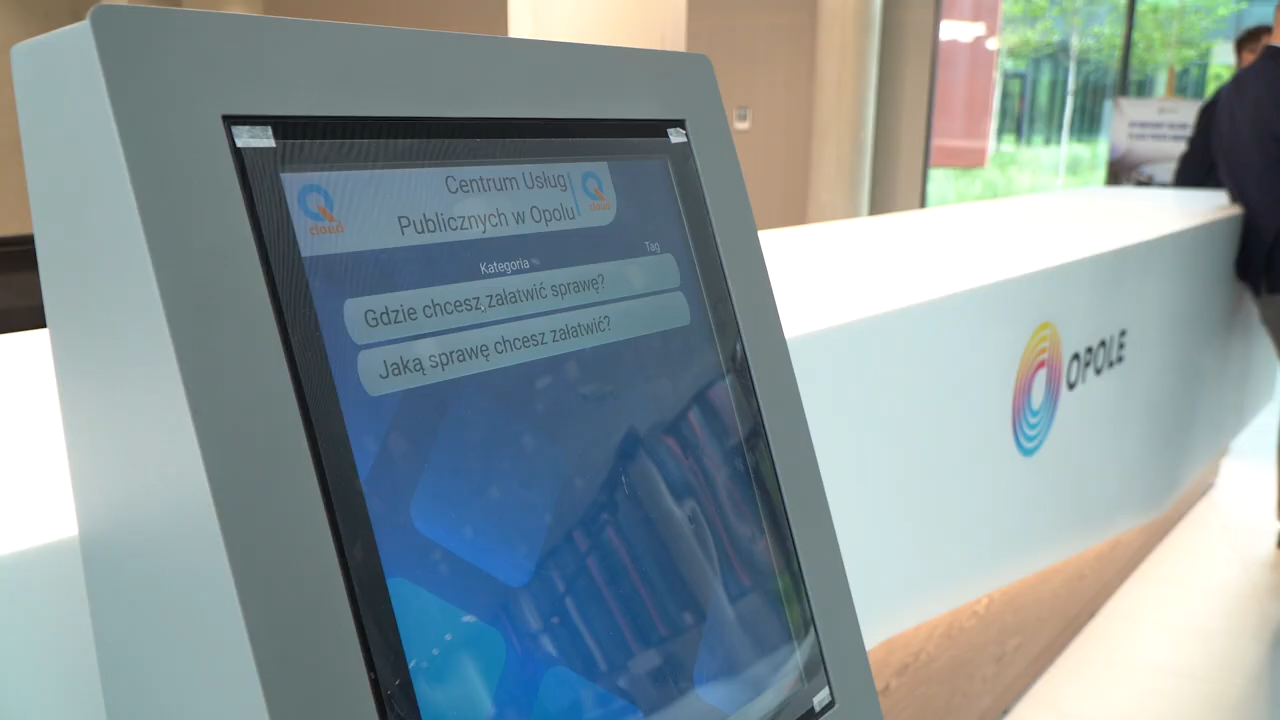 Centrum Usług
Publicznych w Opolu
cloud
cloud
Kategoria
Tag
Gdzie chcesz załatwić sprawę?
Jaką sprawę chcesz załatwić?
OPOLE